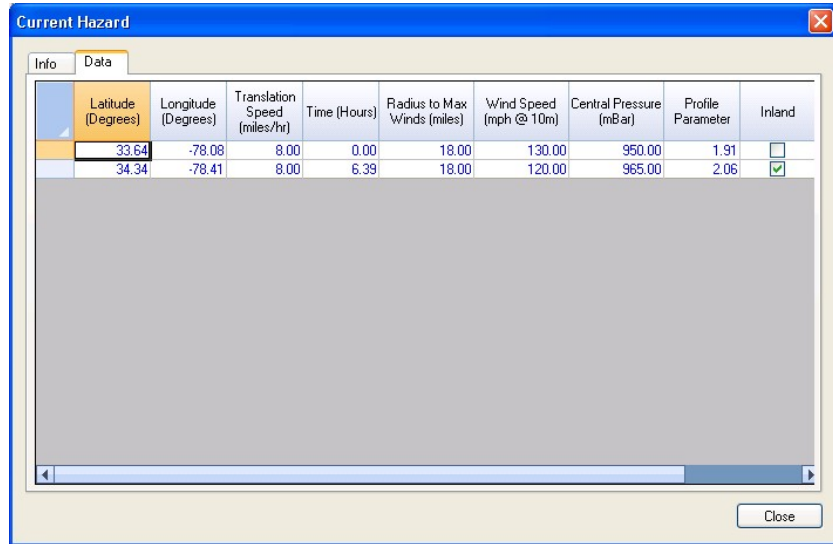 Current Hazard
Info Data
Latitude (Degrees) Longitude (Degrees) Translation Speed (miles/hr) Time (Hours) Radius to Max Winds (miles) Wind Speed (mph @ 10m) Central Pressure (mBar) Profile Parameter Inland
33.64 -78.08 8.00 0.00 18.00 130.00 950.00 1.91
34.34 -78.41 8.00 6.39 18.00 120.00 965.00 2.06
Close